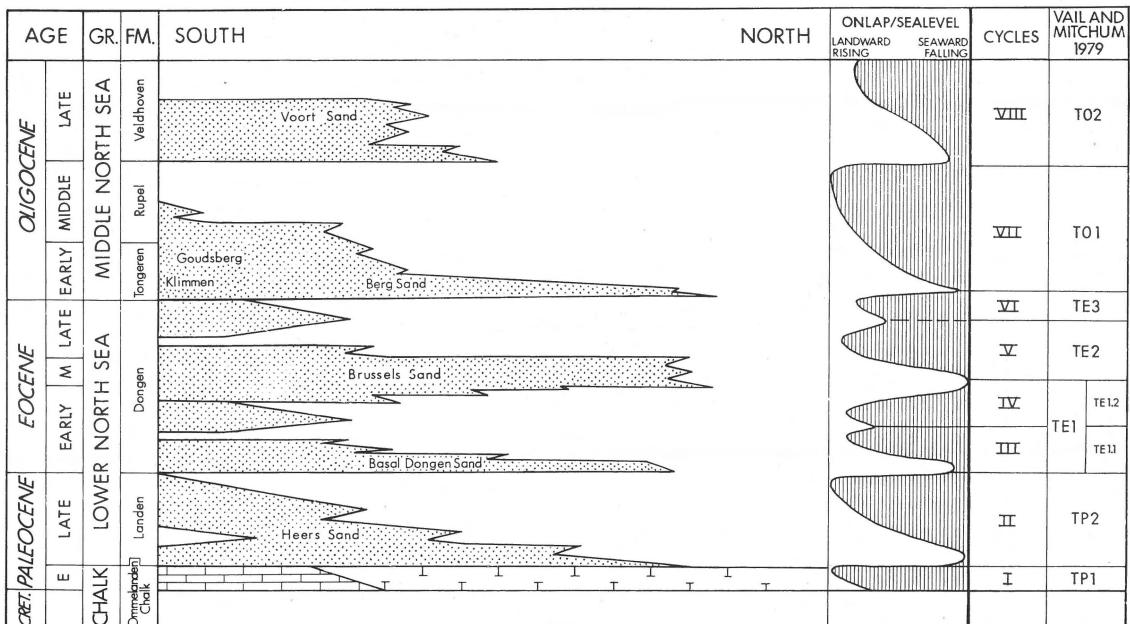 AGE GR. FM. SOUTH NORTH ONLAP/SEALEVEL CYCLES VAIL AND
MITCHUM
1979
LANDWARD SEAWARD
RISING FALLING
OLIGOCENE
LATE
MIDDLE
EARLY
EOCENE
LATE
M
EARLY
PALEOCENE
LATE
E
CRET.
MIDDLE NORTH SEA
LOWER NORTH SEA
CHALK
Veldhoven
Rupel
Tongeren
Dongen
Landen
Ommelanden
Chalk
Voort Sand
Goudsberg
Klimmen
Berg Sand
Brussels Sand
Basal Dongen Sand
Heers Sand
VIII TO2
VII TO1
VI TE3
V TE2
IV TE1.2
TE1
III TE1.1
II TP2
I TP1